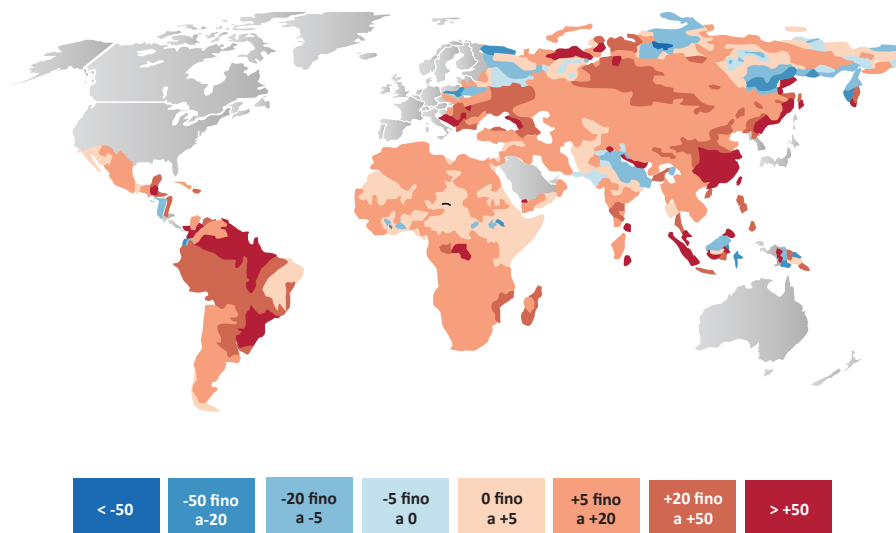 < -50
-50 fino
a-20
-20 fino
a -5
-5 fino
a 0
0 fino
a +5
+5 fino
a +20
+20 fino
a +50
> +50